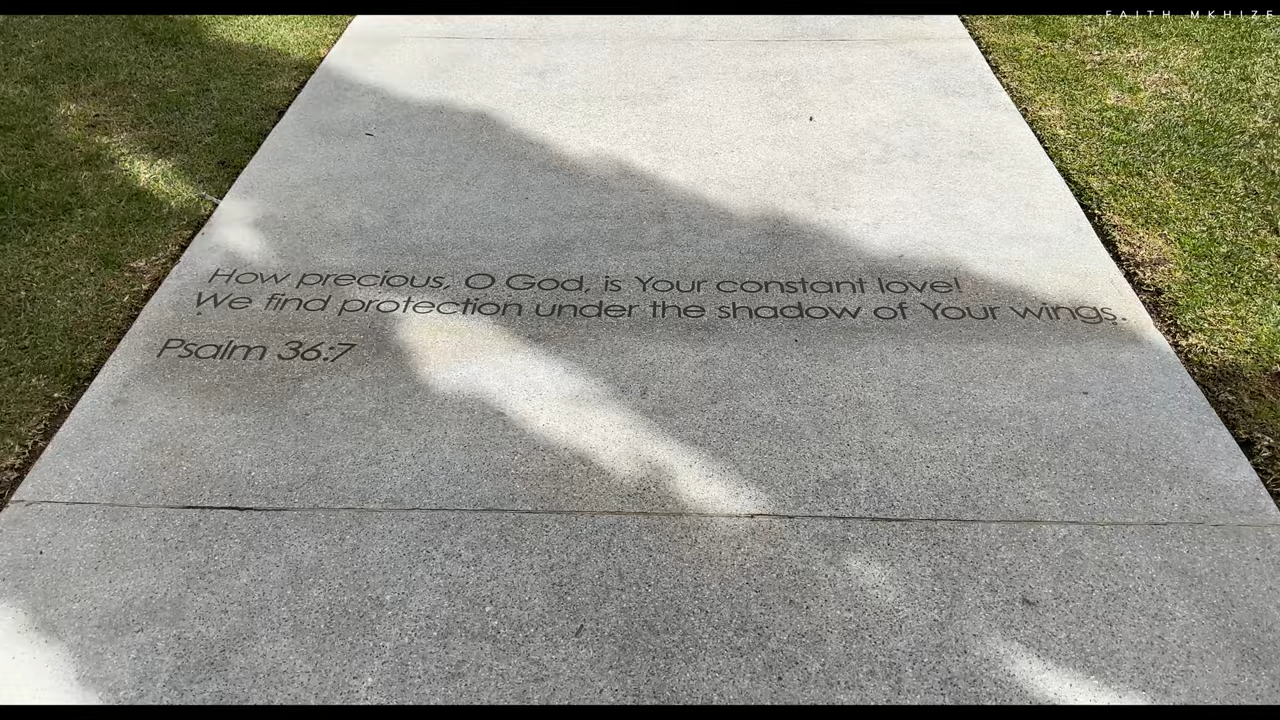 FAITH MKHIZE
How precious, O God, is Your constant love!
We find protection under the shadow of Your wings.
Psalm 36:7